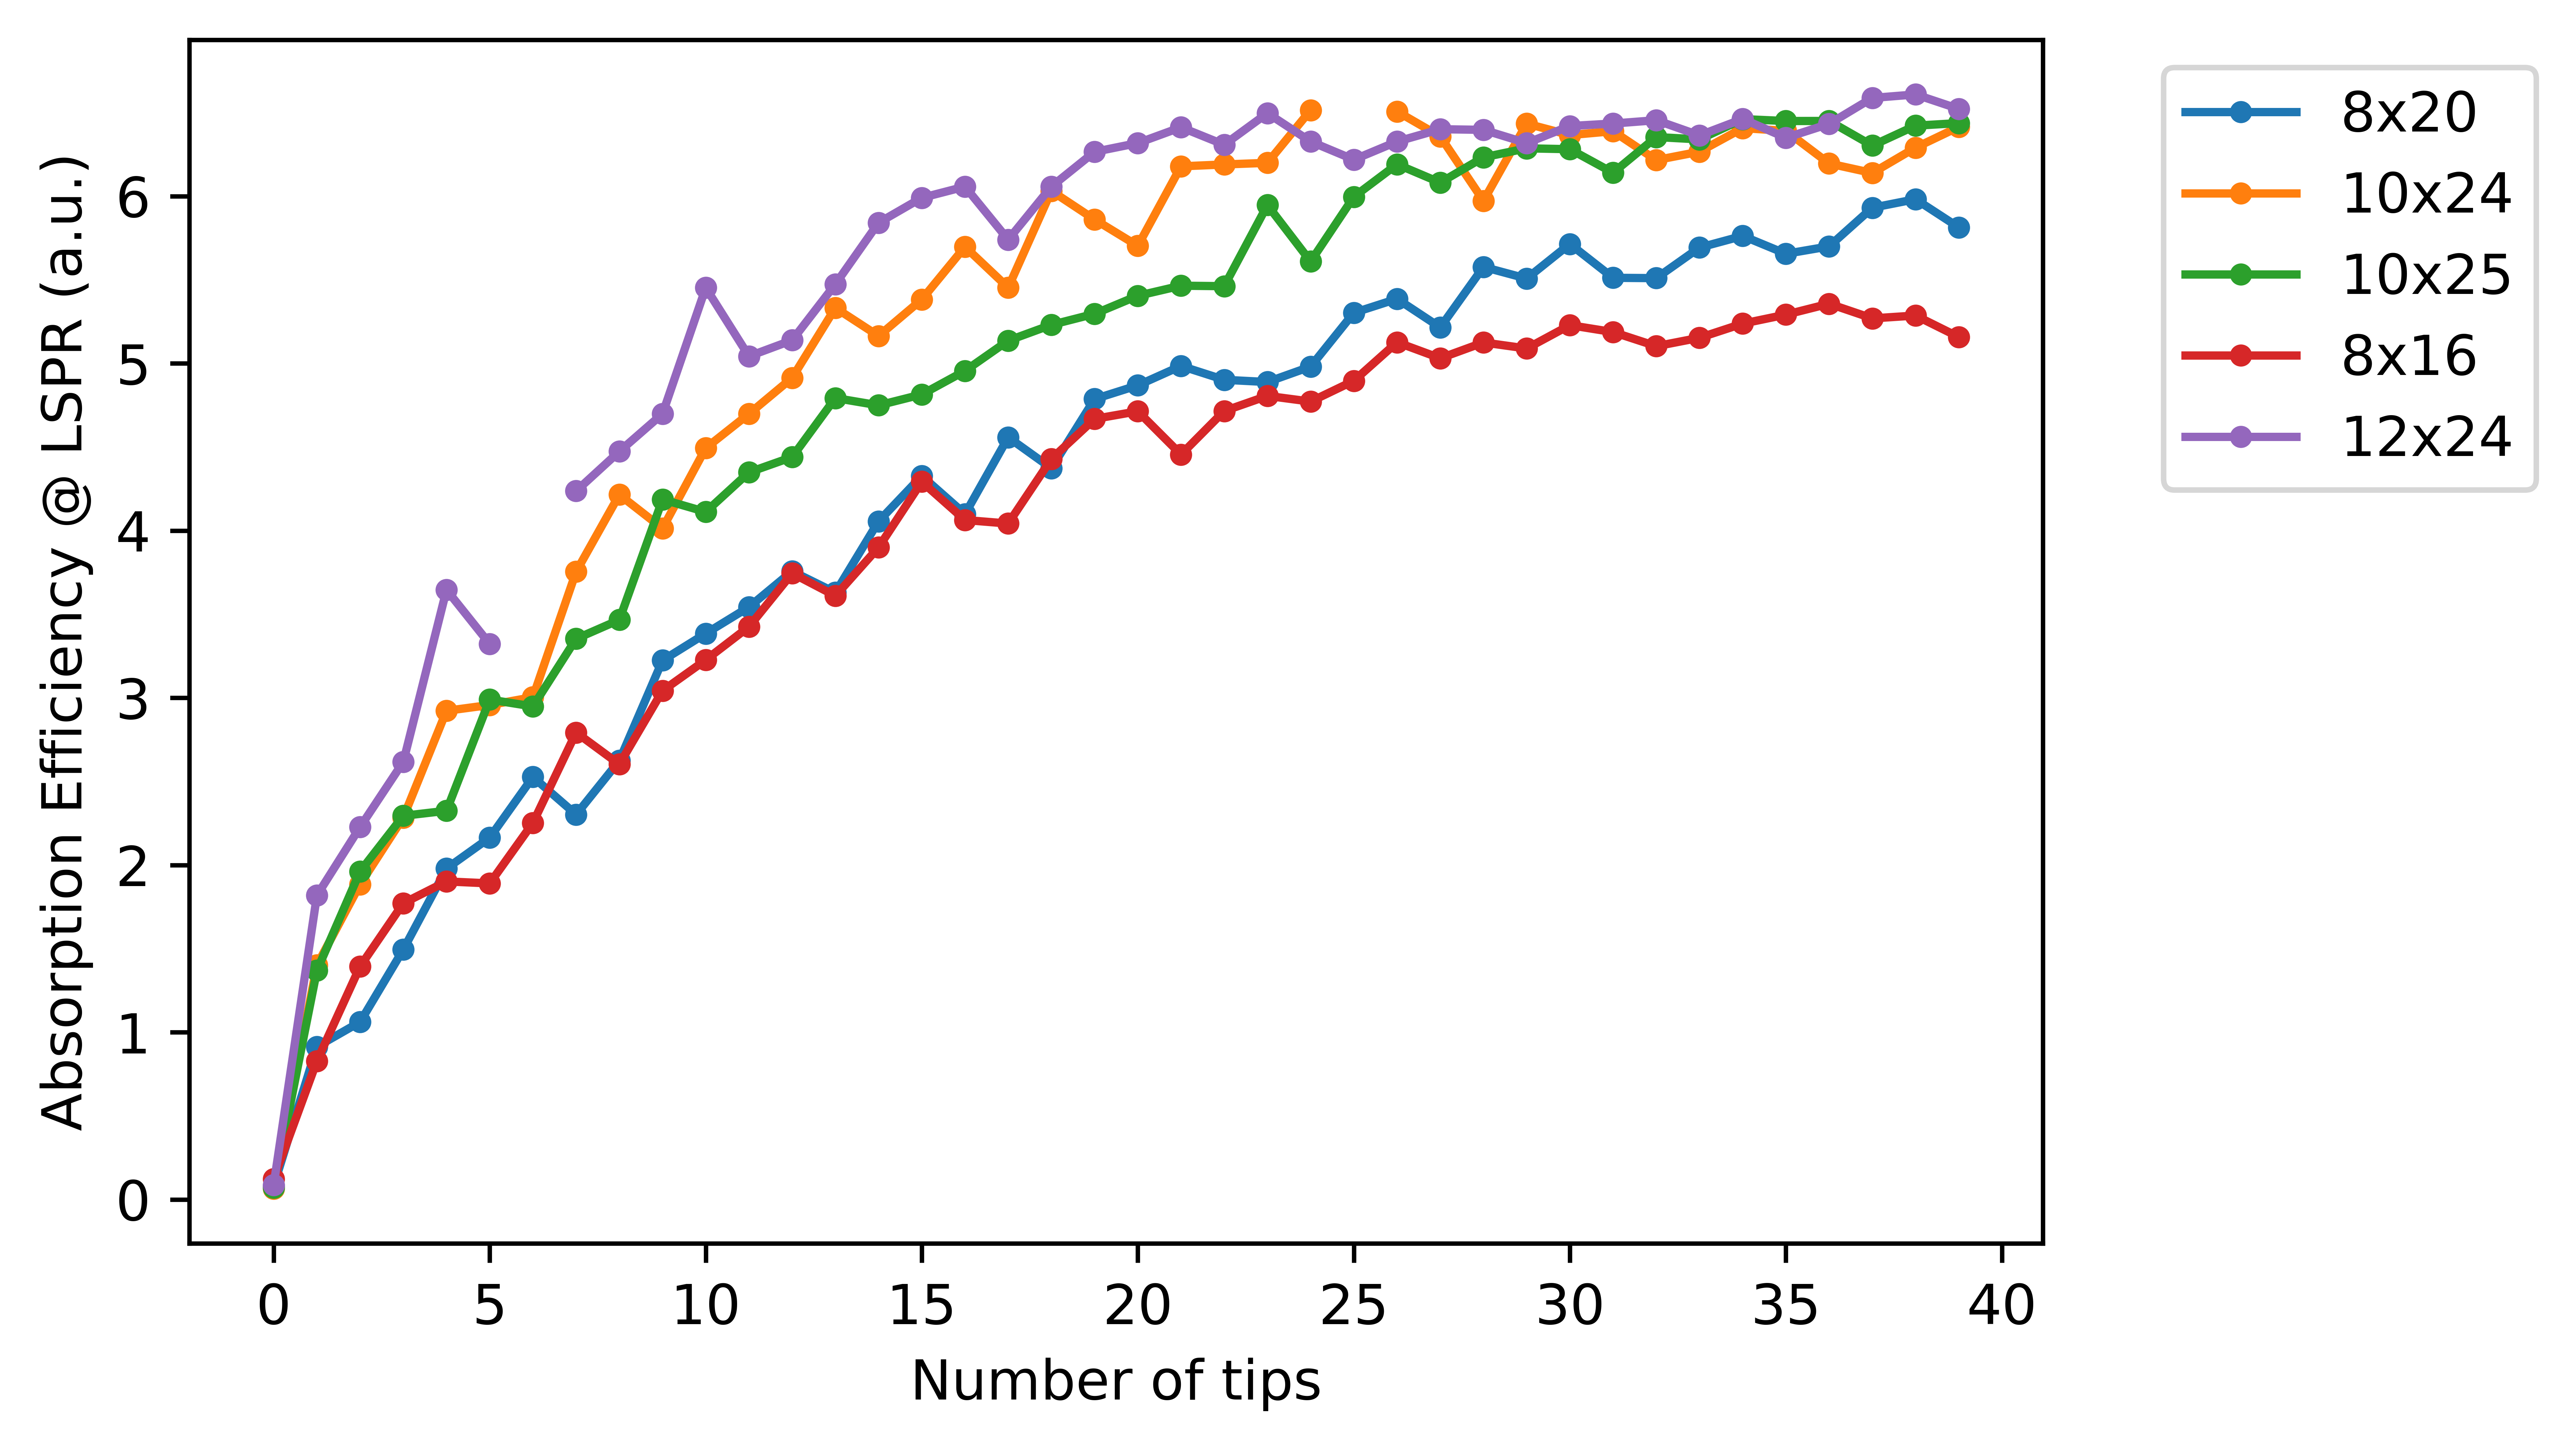 Absorption Efficiency @ LSPR (a.u.)
6
5
4
3
2
1
0
0 5 10 15 20 25 30 35 40
Number of tips
8x20
10x24
10x25
8x16
12x24